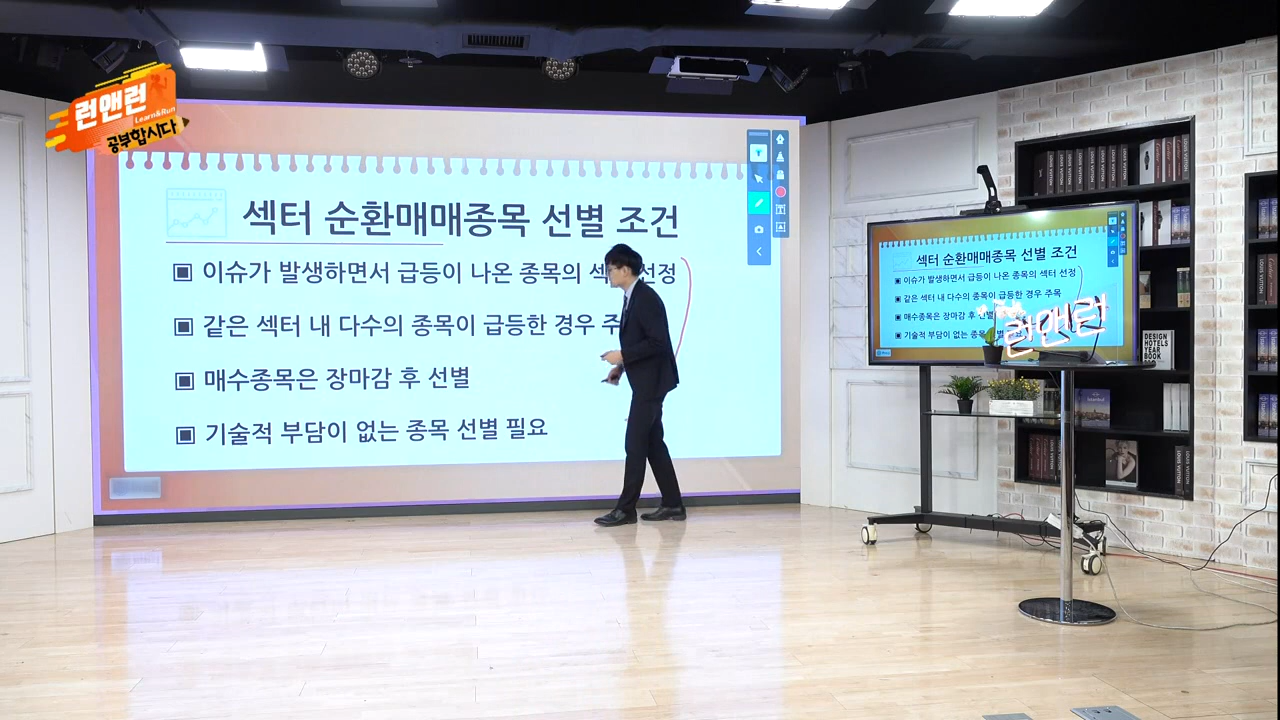 런앤런
Learn&Run
공부합시다
섹터 순환매매종목 선별 조건
이슈가 발생하면서 급등이 나온 종목의 섹 선정
같은 섹터 내 다수의 종목이 급등한 경우 주
매수종목은 장마감 후 선별
기술적 부담이 없는 종목 선별 필요
섹터 순환매매종목 선별 조건
이슈가 발생하면서 급등이 나온 종목의 섹터 선정
같은 섹터 내 다수의 종목이 급등한 경우 주목
매수종목은 장마감 후 선별
기술적 부담이 없는 종목
런앤런
DESIGN
HOTELS
YEAR
BOOK
LOUIS VUITTON
Cartier
Istanbul